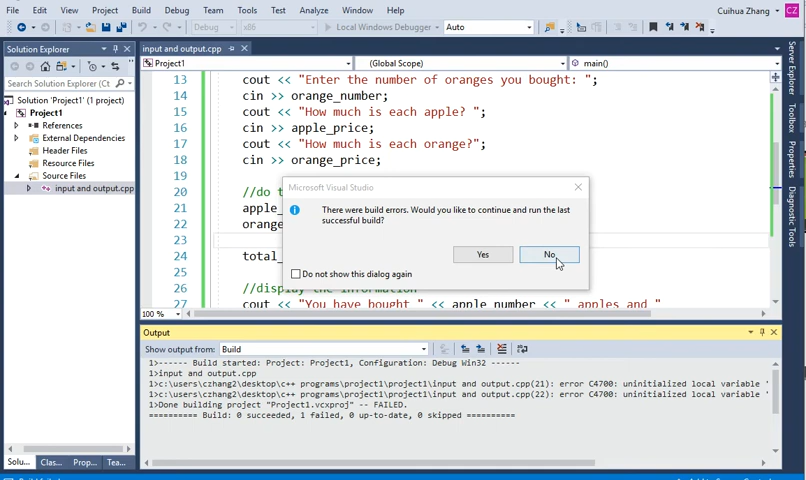 File Edit View Project Build Debug Team Tools Test Analyze Window Help Cuihua Zhang CZ
Debug x86 Local Windows Debugger Auto
Solution Explorer
Search Solution Explorer (Ctrl
Solution 'Project1' (1 project)
Project1
References
External Dependencies
Header Files
Resource Files
Source Files
input and output.cpp
Solu... Clas... Prop... Tea...
input and output.cpp
Project1 (Global Scope) main()
13 cout << "Enter the number of oranges you bought: ";
14 cin >> orange_number;
15 cout << "How much is each apple? ";
16 cin >> apple_price;
17 cout << "How much is each orange?";
18 cin >> orange_price;
19
20 //do t
21 apple_
22 orange
23
24 total_
25
26 //display the information
27 cout << "You have bought " << apple_number << " apples and "
100 %
Microsoft Visual Studio
There were build errors. Would you like to continue and run the last
successful build?
Yes No
Do not show this dialog again
Output
Show output from: Build
1>------ Build started: Project: Project1, Configuration: Debug Win32 ------
1>input and output.cpp
1>c:\users\czhang2\desktop\c++ programs\project1\project1\input and output.cpp(21): error C4700: uninitialized local variable '
1>c:\users\czhang2\desktop\c++ programs\project1\project1\input and output.cpp(22): error C4700: uninitialized local variable '
1>Done building project "Project1.vcxproj" -- FAILED.
========== Build: 0 succeeded, 1 failed, 0 up-to-date, 0 skipped ==========
Server Explorer
Toolbox
Properties
Diagnostic Tools